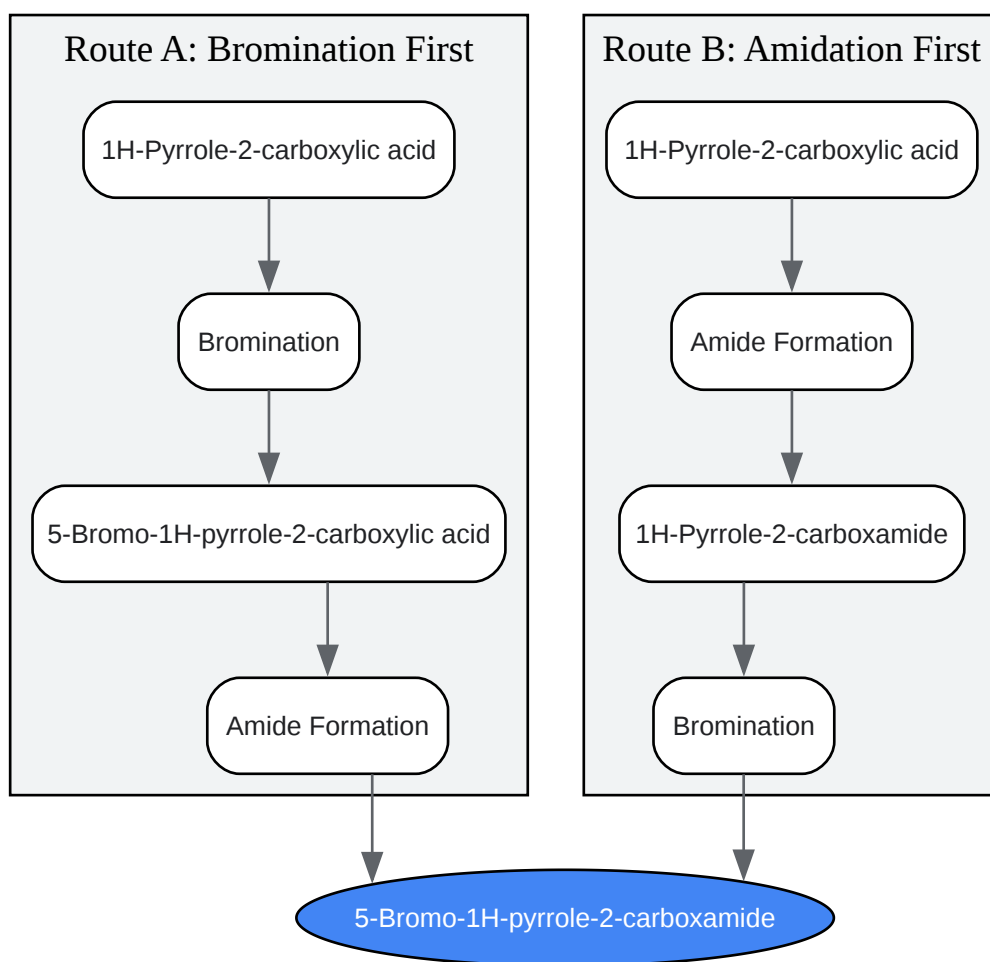 Route A: Bromination First
1H-Pyrrole-2-carboxylic acid
Bromination
5-Bromo-1H-pyrrole-2-carboxylic acid
Amide Formation
Route B: Amidation First
1H-Pyrrole-2-carboxylic acid
Amide Formation
1H-Pyrrole-2-carboxamide
Bromination
5-Bromo-1H-pyrrole-2-carboxamide